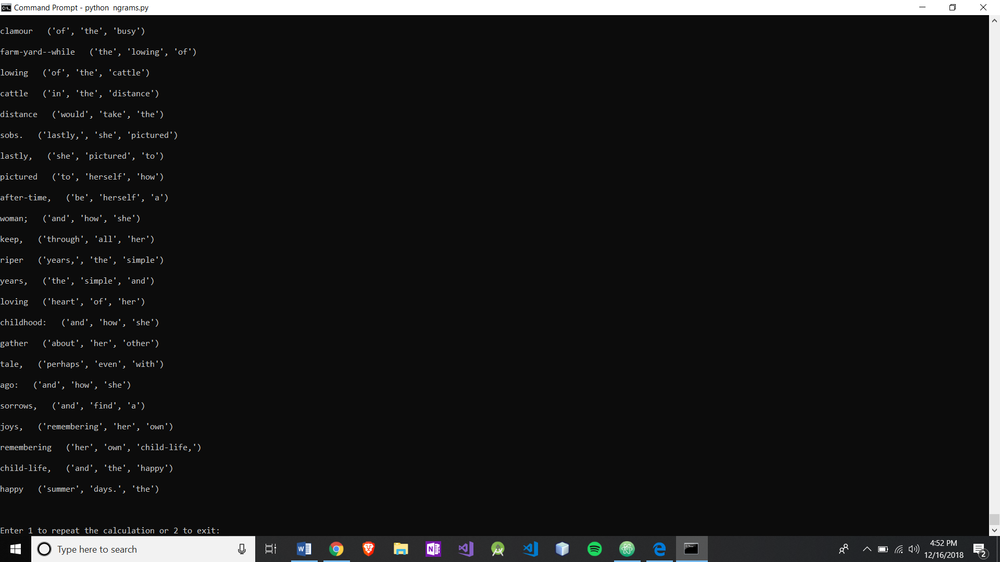 Command Prompt - python  ngrams.py
clamour   ('of', 'the', 'busy')
farm-yard--while   ('the', 'lowing', 'of')
lowing   ('of', 'the', 'cattle')
cattle   ('in', 'the', 'distance')
distance   ('would', 'take', 'the')
sobs.   ('lastly,', 'she', 'pictured')
lastly,   ('she', 'pictured', 'to')
pictured   ('to', 'herself', 'how')
after-time,   ('be', 'herself', 'a')
woman;   ('and', 'how', 'she')
keep,   ('through', 'all', 'her')
riper   ('years,', 'the', 'simple')
years,   ('the', 'simple', 'and')
loving   ('heart', 'of', 'her')
childhood:   ('and', 'how', 'she')
gather   ('about', 'her', 'other')
tale,   ('perhaps', 'even', 'with')
ago:   ('and', 'how', 'she')
sorrows,   ('and', 'find', 'a')
joys,   ('remembering', 'her', 'own')
remembering   ('her', 'own', 'child-life,')
child-life,   ('and', 'the', 'happy')
happy   ('summer', 'days.', 'the')
Enter 1 to repeat the calculation or 2 to exit:
Type here to search
4:52 PM
12/16/2018
2